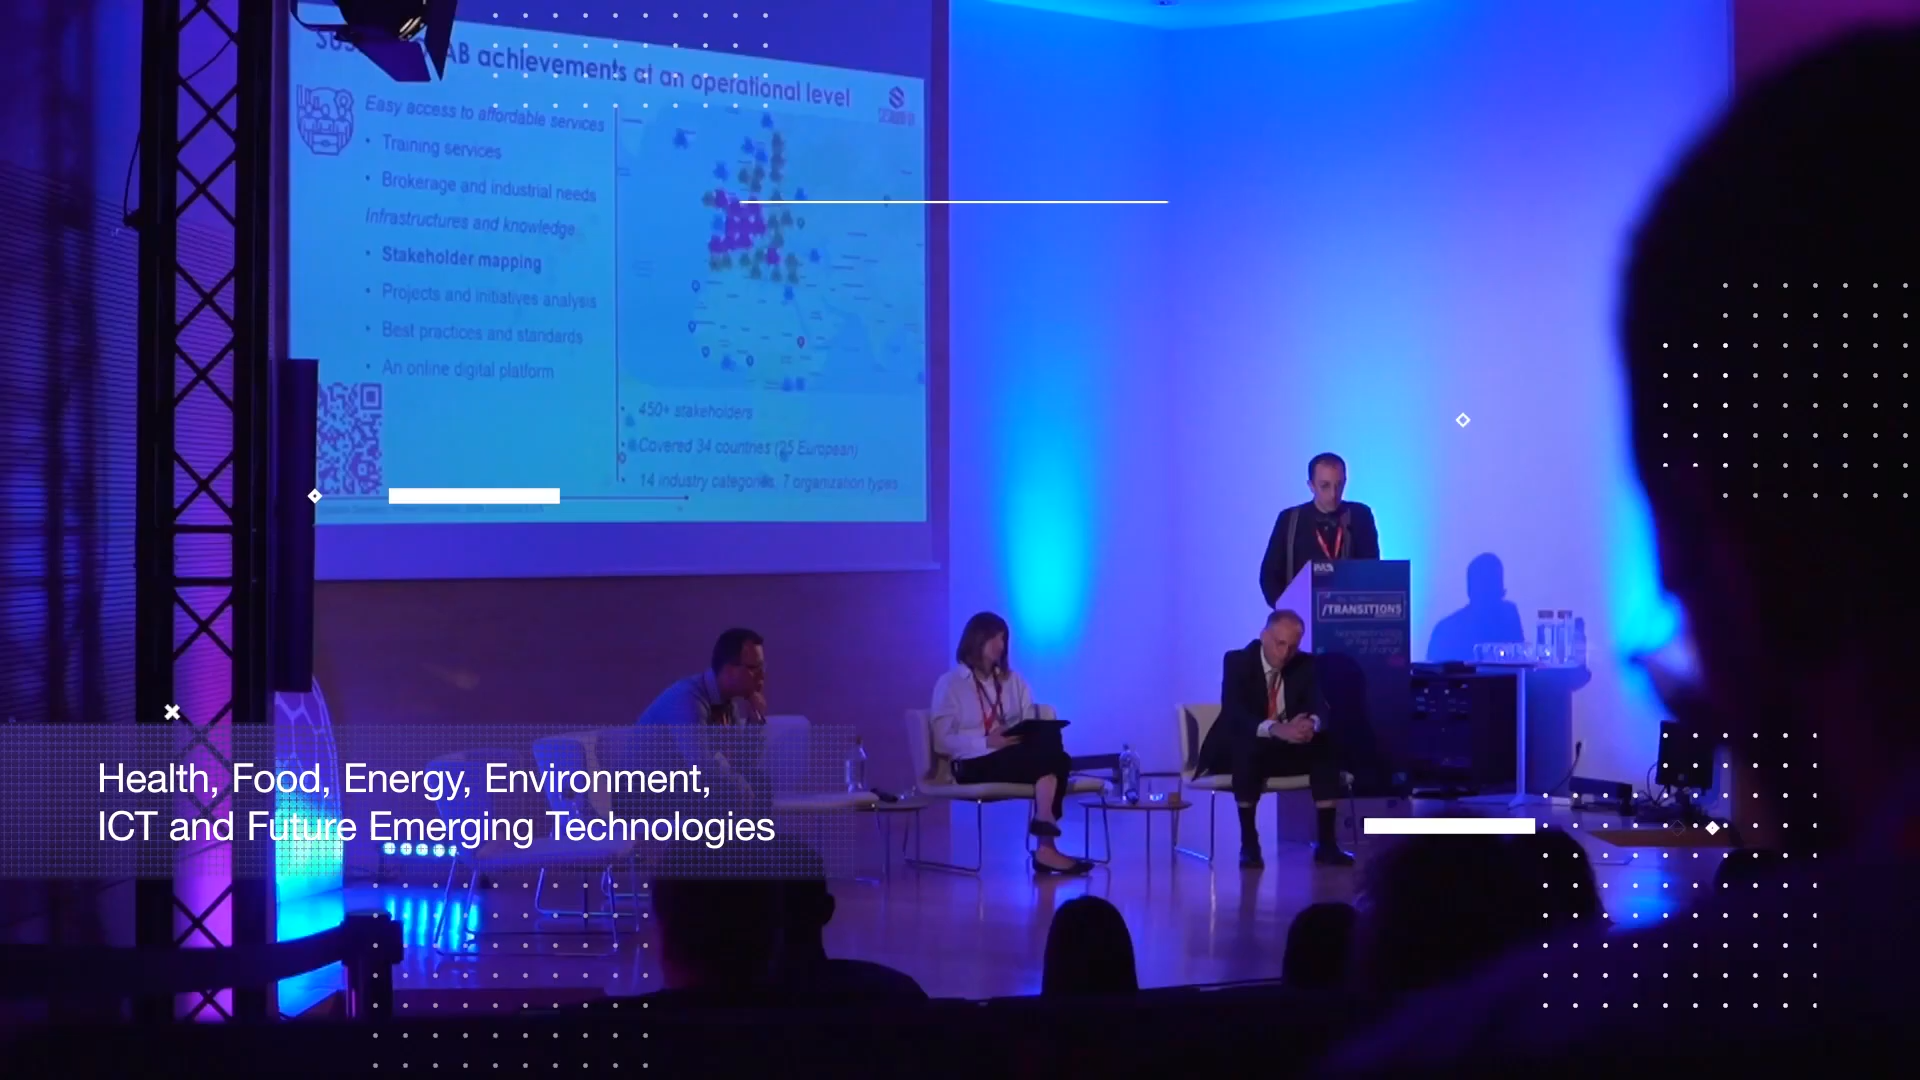 AB achievements at an operational level
Easy access to affordable services
• Training services
• Brokerage and industrial needs
Infrastructures and knowledge
• Stakeholder mapping
• Projects and initiatives analysis
• Best practices and standards
• An online digital platform
• 450+ stakeholders
• Covered 34 countries (25 European)
• 14 industry categories, 7 organization types
/TRANSITIONS
Health, Food, Energy, Environment,
ICT and Future Emerging Technologies